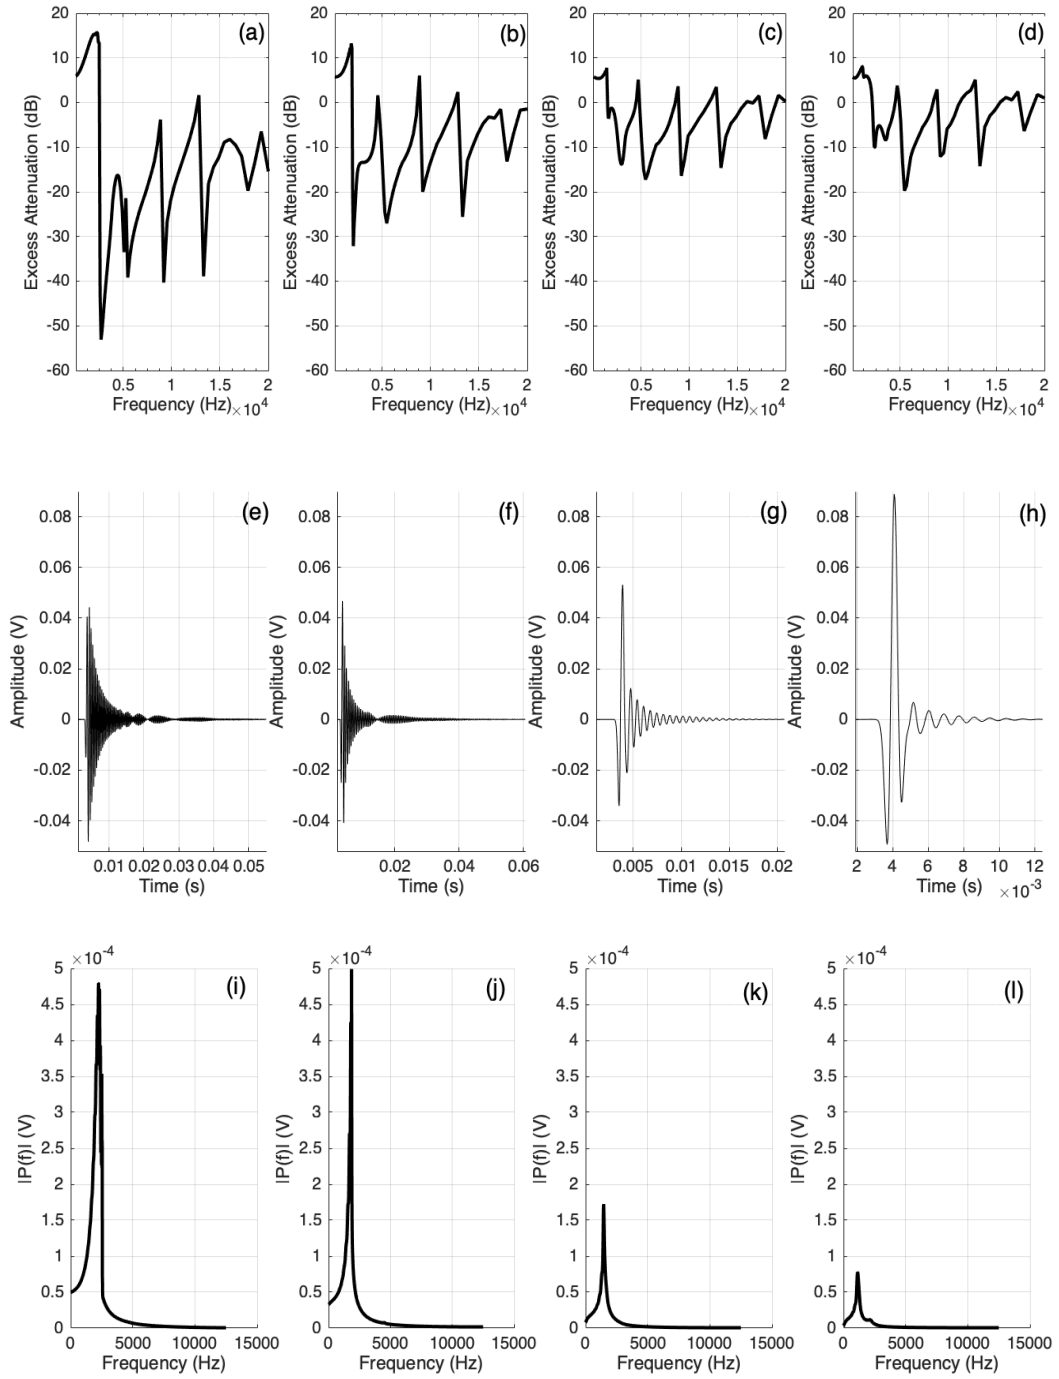 (a) (b) (c) (d)
20 20 20 20
10 10 10 10
0 0 0 0
-10 -10 -10 -10
-20 -20 -20 -20
-30 -30 -30 -30
-40 -40 -40 -40
-50 -50 -50 -50
-60 -60 -60 -60
Excess Attenuation (dB) Excess Attenuation (dB) Excess Attenuation (dB) Excess Attenuation (dB)
0.5 1 1.5 2 0.5 1 1.5 2 0.5 1 1.5 2 0.5 1 1.5 2
Frequency (Hz) ×10⁴ Frequency (Hz) ×10⁴ Frequency (Hz) ×10⁴ Frequency (Hz) ×10⁴
(e) (f) (g) (h)
0.08 0.08 0.08 0.08
0.06 0.06 0.06 0.06
0.04 0.04 0.04 0.04
0.02 0.02 0.02 0.02
0 0 0 0
-0.02 -0.02 -0.02 -0.02
-0.04 -0.04 -0.04 -0.04
Amplitude (V) Amplitude (V) Amplitude (V) Amplitude (V)
0.01 0.02 0.03 0.04 0.05 0.02 0.04 0.06 0.005 0.01 0.015 0.02 2 4 6 8 10 12
Time (s) Time (s) Time (s) Time (s) ×10⁻³
×10⁻⁴ ×10⁻⁴ ×10⁻⁴ ×10⁻⁴
(i) (j) (k) (l)
5 5 5 5
4.5 4.5 4.5 4.5
4 4 4 4
3.5 3.5 3.5 3.5
3 3 3 3
2.5 2.5 2.5 2.5
2 2 2 2
1.5 1.5 1.5 1.5
1 1 1 1
0.5 0.5 0.5 0.5
0 0 0 0
|P(f)| (V) |P(f)| (V) |P(f)| (V) |P(f)| (V)
0 5000 10000 15000 0 5000 10000 15000 0 5000 10000 15000 0 5000 10000 15000
Frequency (Hz) Frequency (Hz) Frequency (Hz) Frequency (Hz)